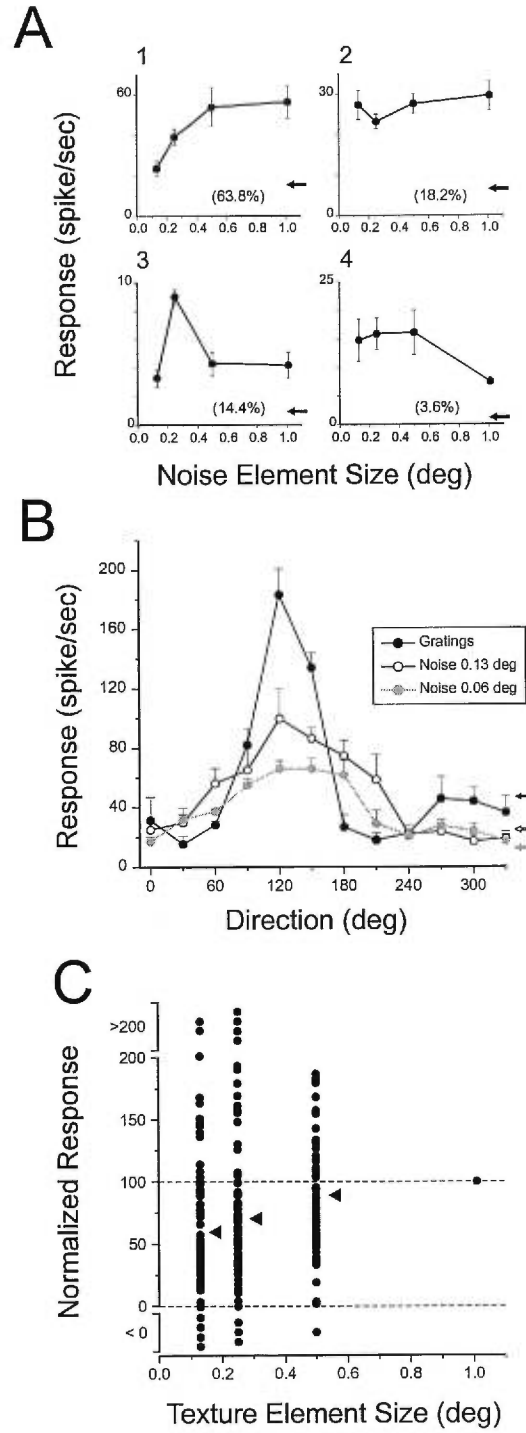 A
1
2
60
30
(63.8%)
(18.2%)
0
0
0.0 0.2 0.4 0.6 0.8 1.0
0.0 0.2 0.4 0.6 0.8 1.0
3
4
10
25
(14.4%)
(3.6%)
0
0
0.0 0.2 0.4 0.6 0.8 1.0
0.0 0.2 0.4 0.6 0.8 1.0
Response (spike/sec)
Noise Element Size (deg)
B
200
160
120
80
40
0
Response (spike/sec)
Gratings
Noise 0.13 deg
Noise 0.06 deg
0 60 120 180 240 300
Direction (deg)
C
>200
200
150
100
50
0
< 0
Normalized Response
0.0 0.2 0.4 0.6 0.8 1.0
Texture Element Size (deg)